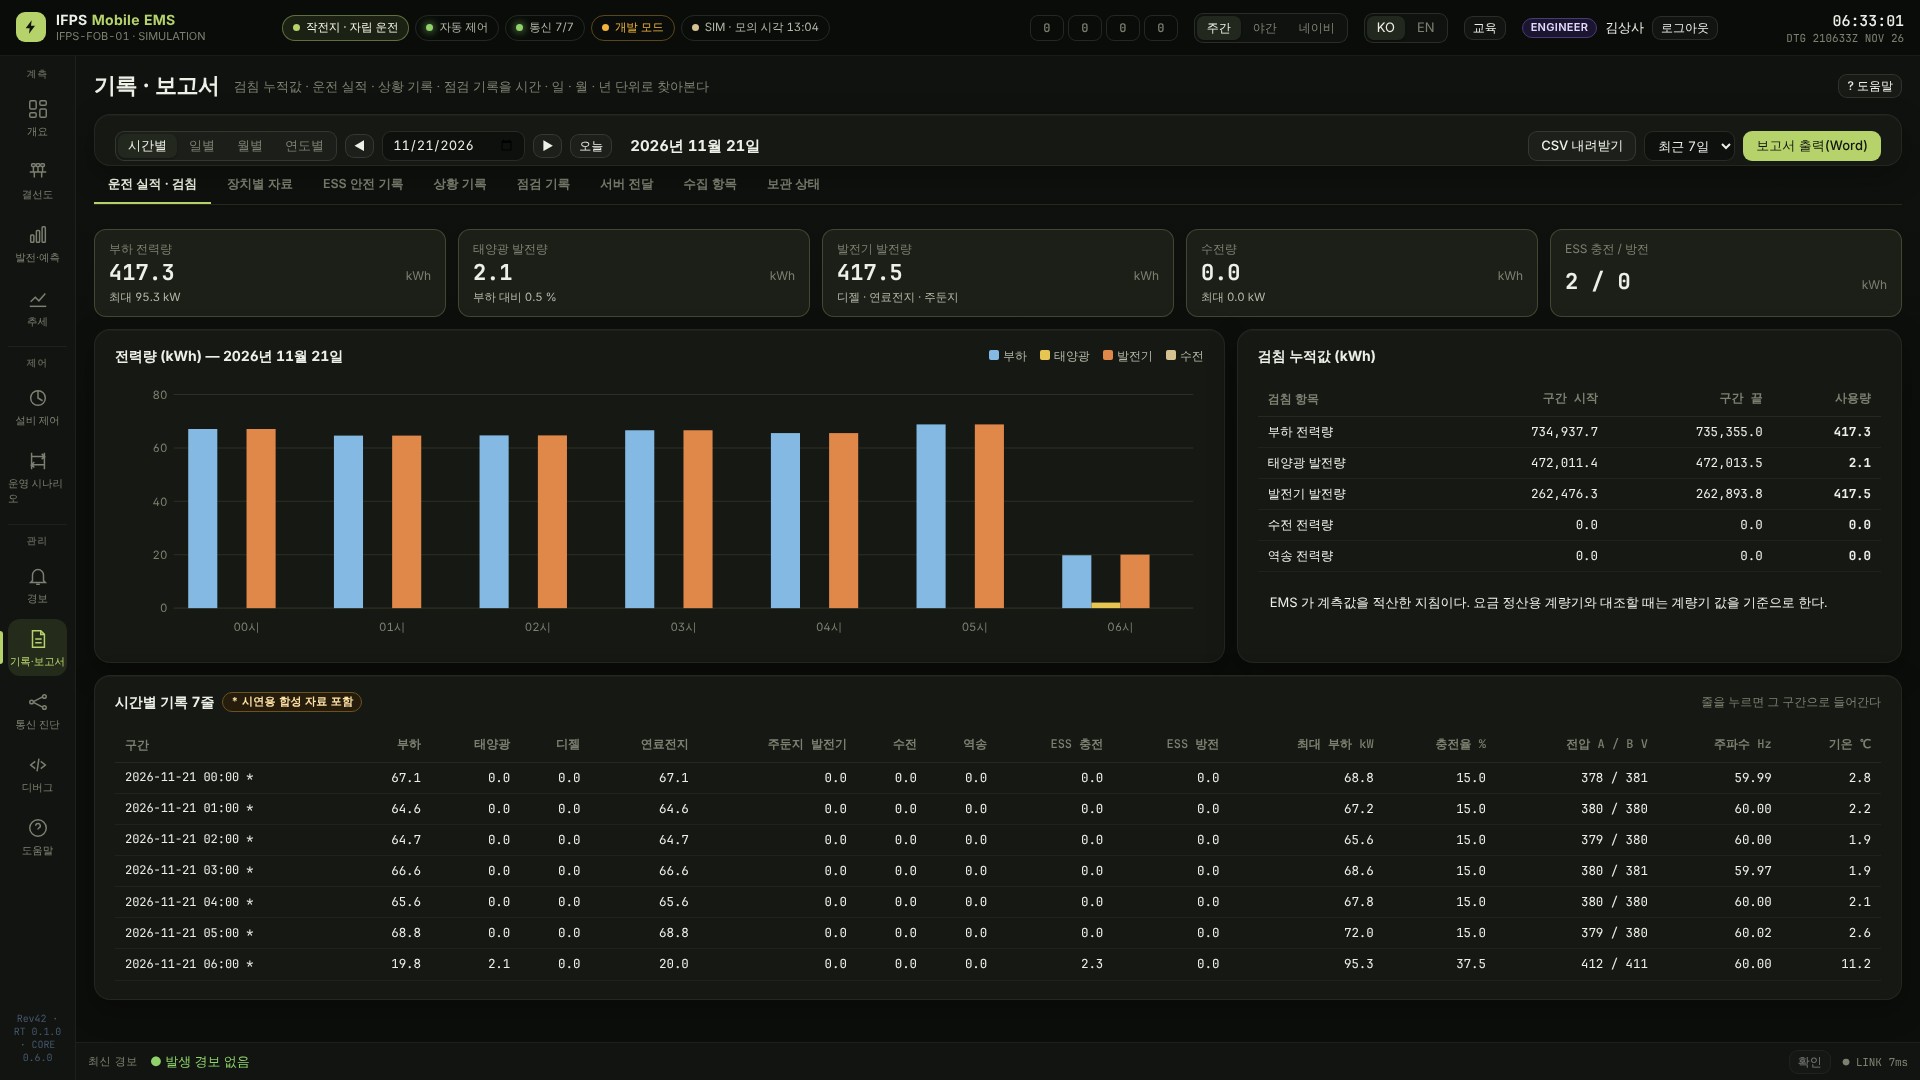 IFPS Mobile EMS
IFPS-FOB-01 · SIMULATION
작전지 · 자립 운전 자동 제어 통신 7/7 개발 모드 SIM · 모의 시각 13:04
0 0 0 0 주간 야간 네이비 KO EN 교육 ENGINEER 김상사 로그아웃
06:33:01
DTG 210633Z NOV 26
계측
개요
결선도
발전·예측
추세
제어
설비 제어
운영 시나리
오
관리
경보
기록·보고서
통신 진단
디버그
도움말
Rev42 ·
RT 0.1.0
· CORE
0.6.0
기록 · 보고서 검침 누적값 · 운전 실적 · 상황 기록 · 점검 기록을 시간 · 일 · 월 · 년 단위로 찾아본다 ? 도움말
시간별 일별 월별 연도별 ◀ 11/21/2026 ▶ 오늘 2026년 11월 21일 CSV 내려받기 최근 7일 보고서 출력(Word)
운전 실적 · 검침 장치별 자료 ESS 안전 기록 상황 기록 점검 기록 서버 전달 수집 항목 보관 상태
부하 전력량
417.3 kWh
최대 95.3 kW
태양광 발전량
2.1 kWh
부하 대비 0.5 %
발전기 발전량
417.5 kWh
디젤 · 연료전지 · 주둔지
수전량
0.0 kWh
최대 0.0 kW
ESS 충전 / 방전
2 / 0 kWh
전력량 (kWh) — 2026년 11월 21일 부하 태양광 발전기 수전
80
60
40
20
0
00시 01시 02시 03시 04시 05시 06시
검침 누적값 (kWh)
검침 항목 구간 시작 구간 끝 사용량
부하 전력량 734,937.7 735,355.0 417.3
태양광 발전량 472,011.4 472,013.5 2.1
발전기 발전량 262,476.3 262,893.8 417.5
수전 전력량 0.0 0.0 0.0
역송 전력량 0.0 0.0 0.0
EMS 가 계측값을 적산한 지침이다. 요금 정산용 계량기와 대조할 때는 계량기 값을 기준으로 한다.
시간별 기록 7줄 * 시연용 합성 자료 포함 줄을 누르면 그 구간으로 들어간다
구간 부하 태양광 디젤 연료전지 주둔지 발전기 수전 역송 ESS 충전 ESS 방전 최대 부하 kW 충전율 % 전압 A / B V 주파수 Hz 기온 ℃
2026-11-21 00:00 * 67.1 0.0 0.0 67.1 0.0 0.0 0.0 0.0 0.0 68.8 15.0 378 / 381 59.99 2.8
2026-11-21 01:00 * 64.6 0.0 0.0 64.6 0.0 0.0 0.0 0.0 0.0 67.2 15.0 380 / 380 60.00 2.2
2026-11-21 02:00 * 64.7 0.0 0.0 64.7 0.0 0.0 0.0 0.0 0.0 65.6 15.0 379 / 380 60.00 1.9
2026-11-21 03:00 * 66.6 0.0 0.0 66.6 0.0 0.0 0.0 0.0 0.0 68.6 15.0 380 / 381 59.97 1.9
2026-11-21 04:00 * 65.6 0.0 0.0 65.6 0.0 0.0 0.0 0.0 0.0 67.8 15.0 380 / 380 60.00 2.1
2026-11-21 05:00 * 68.8 0.0 0.0 68.8 0.0 0.0 0.0 0.0 0.0 72.0 15.0 379 / 380 60.02 2.6
2026-11-21 06:00 * 19.8 2.1 0.0 20.0 0.0 0.0 0.0 2.3 0.0 95.3 37.5 412 / 411 60.00 11.2
최신 경보 발생 경보 없음 확인 LINK 7ms